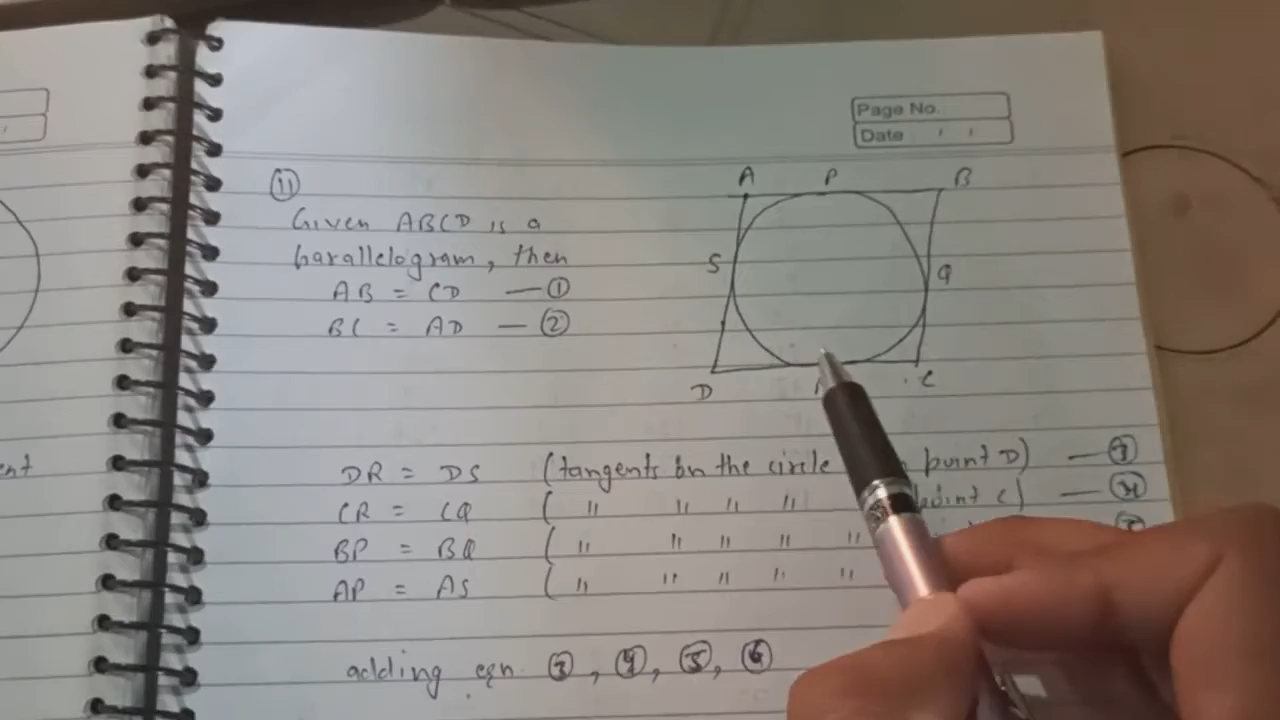 Page No.
Date
11
Given ABCD is a
parallelogram, then
AB = CD — ①
BC = AD — ②
A P B
S Q
D C
DR = DS (tangents on the circle point D) — ③
CR = CQ ( " " " " point C) — ④
BP = BQ ( " " " " "
AP = AS ( " " " " "
adding eqn. ③, ④, ⑤, ⑥
ent